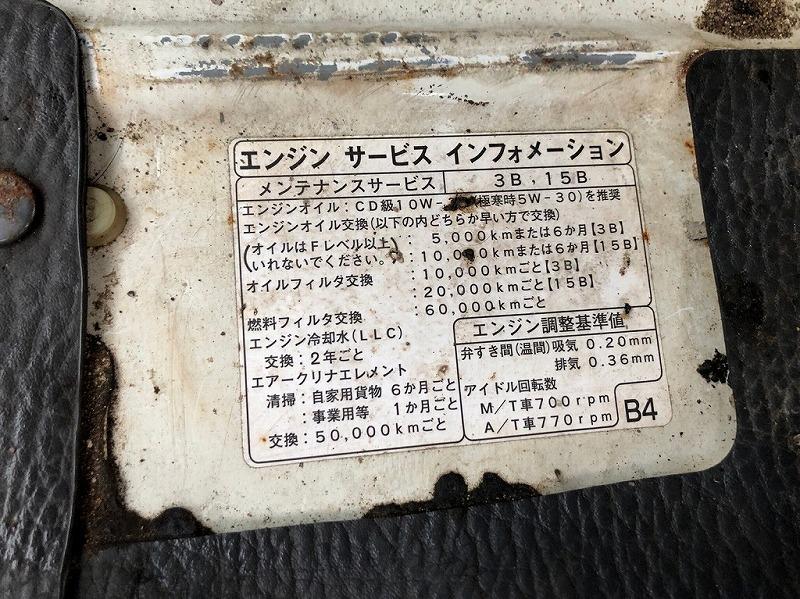 エンジン サービス インフォメーション
メンテナンスサービス 3B，15B
エンジンオイル：CD級10W- (極寒時5W-30)を推奨
エンジンオイル交換(以下の内どちらか早い方で交換)
(オイルはFレベル以上 : 5,000kmまたは6か月【3B】
いれないでください。) : 10,000kmまたは6か月【15B】
オイルフィルタ交換 : 10,000kmごと【3B】
: 20,000kmごと【15B】
燃料フィルタ交換 : 60,000kmごと
エンジン冷却水(LLC)
交換：2年ごと
エアークリナエレメント
清掃：自家用貨物 6か月ごと
：事業用等 1か月ごと
交換：50,000kmごと
エンジン調整基準値
弁すき間(温間)吸気 0.20mm
排気 0.36mm
アイドル回転数
M／T車700rpm
A／T車770rpm
B4